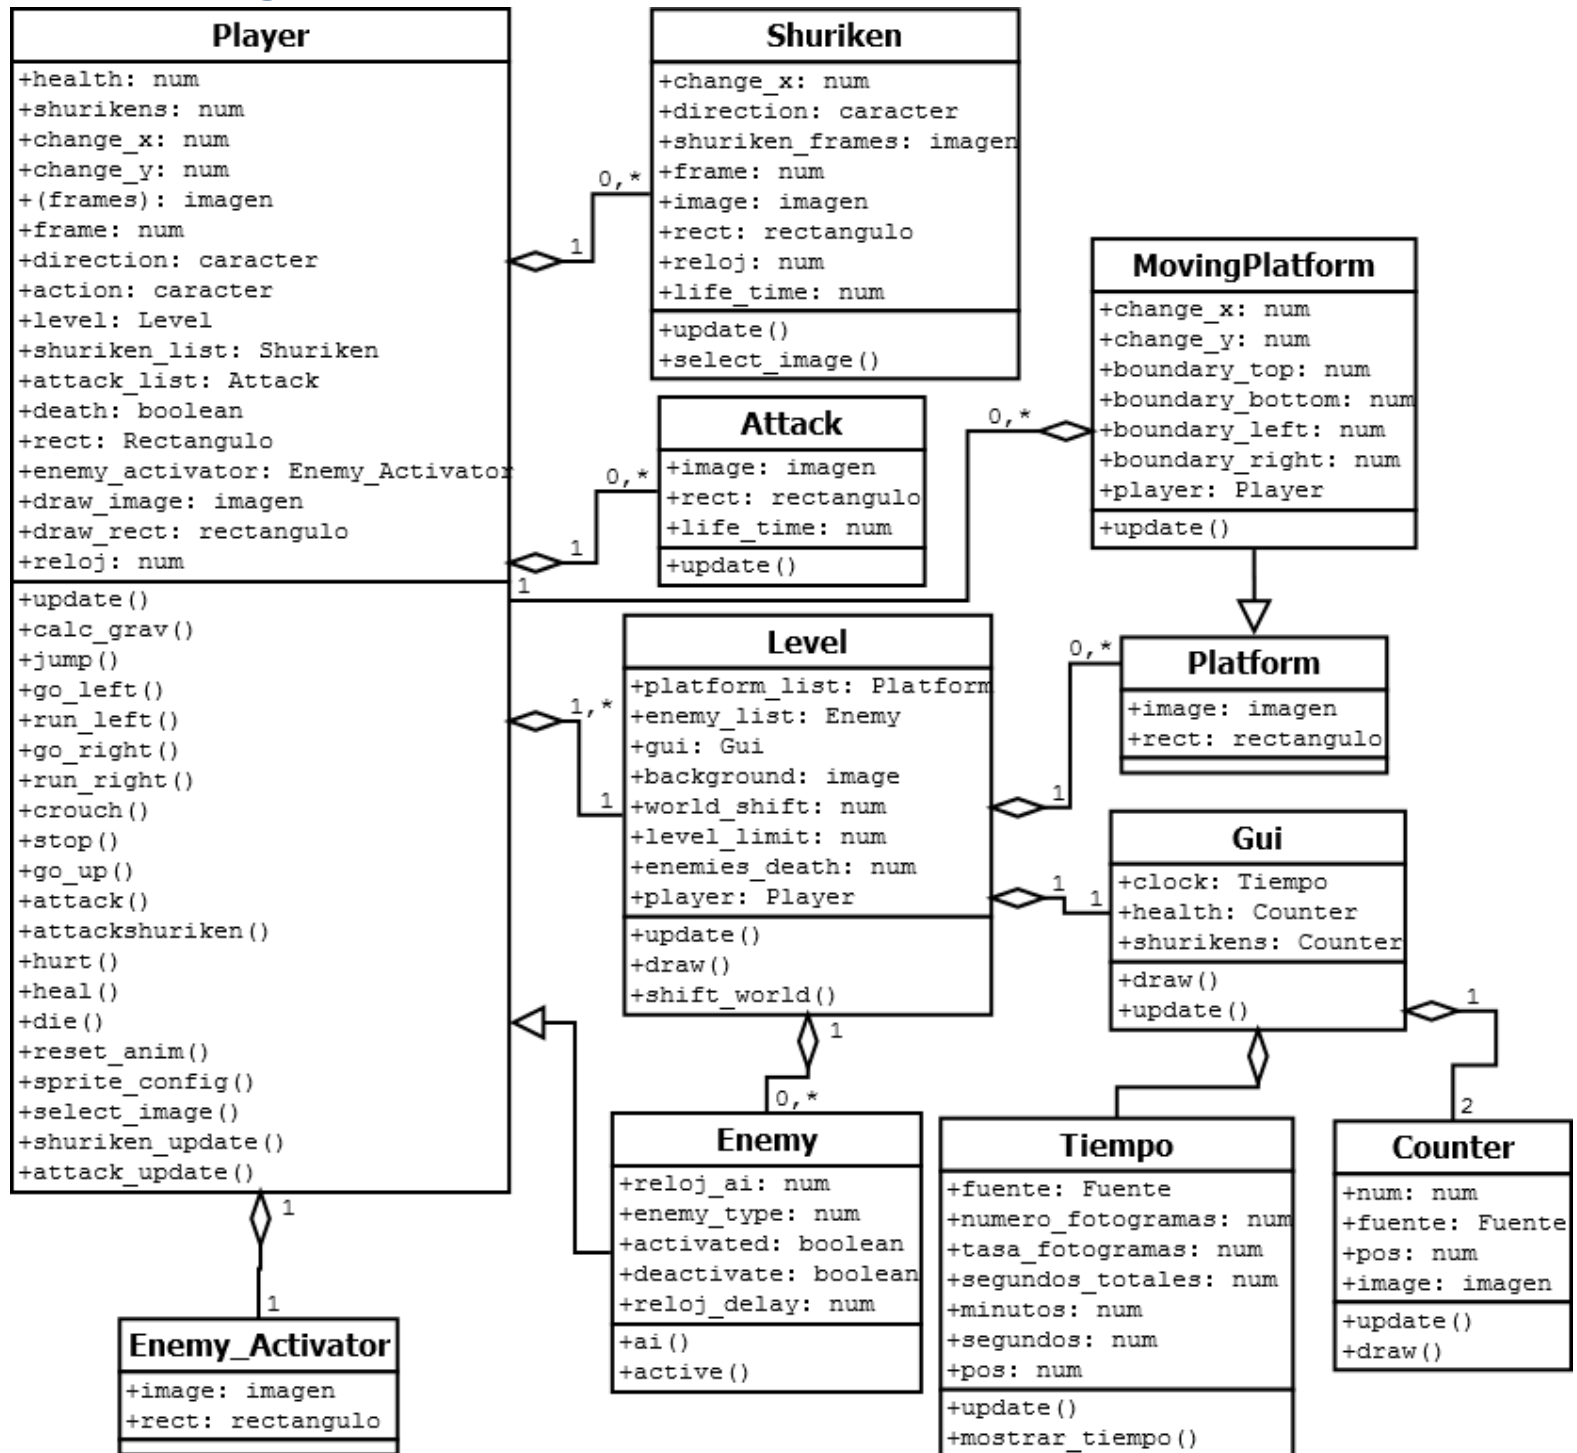 Player
+health: num
+shurikens: num
+change_x: num
+change_y: num
+(frames): imagen
+frame: num
+direction: caracter
+action: caracter
+level: Level
+shuriken_list: Shuriken
+attack_list: Attack
+death: boolean
+rect: Rectangulo
+enemy_activator: Enemy_Activator
+draw_image: imagen
+draw_rect: rectangulo
+reloj: num
+update()
+calc_grav()
+jump()
+go_left()
+run_left()
+go_right()
+run_right()
+crouch()
+stop()
+go_up()
+attack()
+attackshuriken()
+hurt()
+heal()
+die()
+reset_anim()
+sprite_config()
+select_image()
+shuriken_update()
+attack_update()
1
0,*
Shuriken
+change_x: num
+direction: caracter
+shuriken_frames: imagen
+frame: num
+image: imagen
+rect: rectangulo
+reloj: num
+life_time: num
+update()
+select_image()
1
0,*
Attack
+image: imagen
+rect: rectangulo
+life_time: num
+update()
1
0,*
MovingPlatform
+change_x: num
+change_y: num
+boundary_top: num
+boundary_bottom: num
+boundary_left: num
+boundary_right: num
+player: Player
+update()
1,*
1
Level
+platform_list: Platform
+enemy_list: Enemy
+gui: Gui
+background: image
+world_shift: num
+level_limit: num
+enemies_death: num
+player: Player
+update()
+draw()
+shift_world()
1
0,*
Platform
+image: imagen
+rect: rectangulo
1
1
Gui
+clock: Tiempo
+health: Counter
+shurikens: Counter
+draw()
+update()
1
2
1
0,*
Enemy
+reloj_ai: num
+enemy_type: num
+activated: boolean
+deactivate: boolean
+reloj_delay: num
+ai()
+active()
Tiempo
+fuente: Fuente
+numero_fotogramas: num
+tasa_fotogramas: num
+segundos_totales: num
+minutos: num
+segundos: num
+pos: num
+update()
+mostrar_tiempo()
Counter
+num: num
+fuente: Fuente
+pos: num
+image: imagen
+update()
+draw()
1
1
Enemy_Activator
+image: imagen
+rect: rectangulo